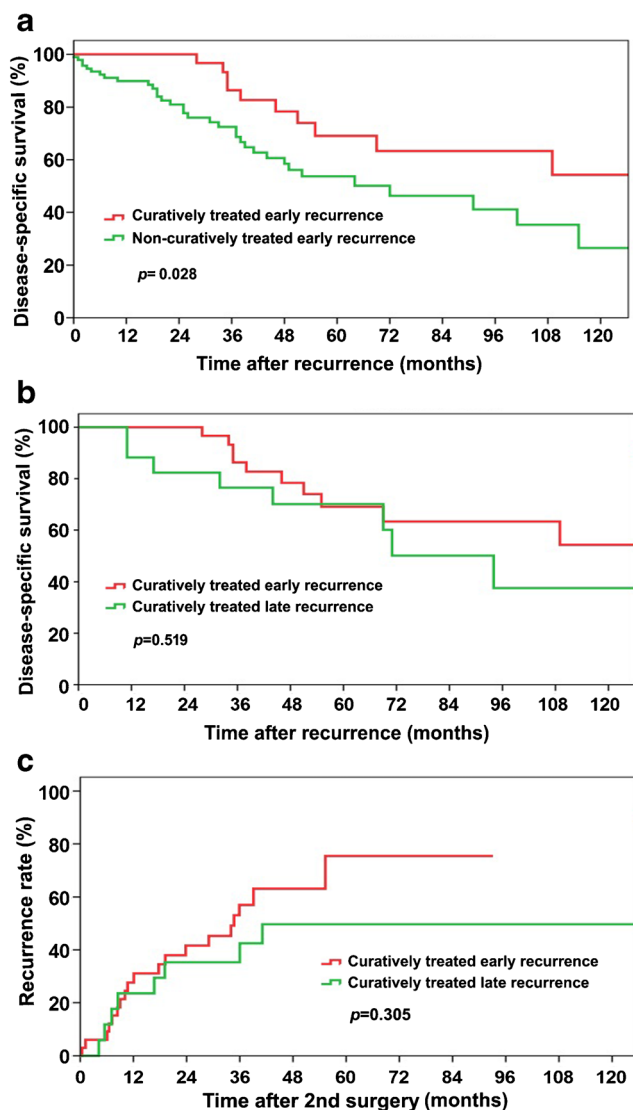 a
Disease-specific survival (%)
100
80
60
40
20
0
Curatively treated early recurrence
Non-curatively treated early recurrence
p= 0.028
0 12 24 36 48 60 72 84 96 108 120
Time after recurrence (months)
b
Disease-specific survival (%)
100
80
60
40
20
0
Curatively treated early recurrence
Curatively treated late recurrence
p=0.519
0 12 24 36 48 60 72 84 96 108 120
Time after recurrence (months)
c
Recurrence rate (%)
100
80
60
40
20
0
Curatively treated early recurrence
Curatively treated late recurrence
p=0.305
0 12 24 36 48 60 72 84 96 108 120
Time after 2nd surgery (months)